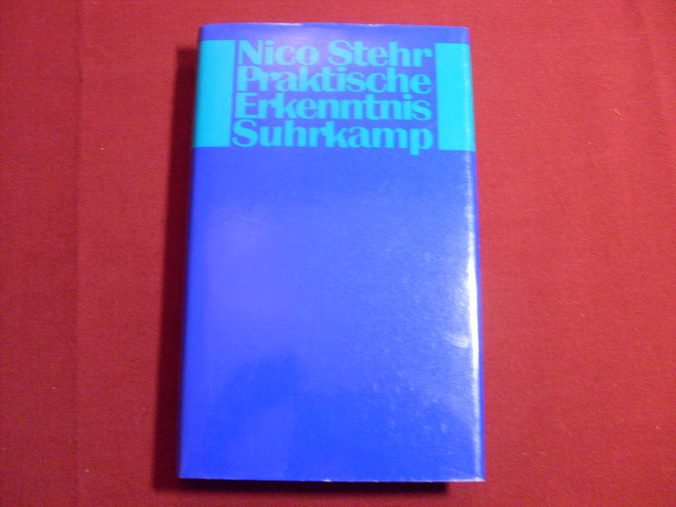 Nico Stehr
Praktische
Erkenntnis
Suhrkamp